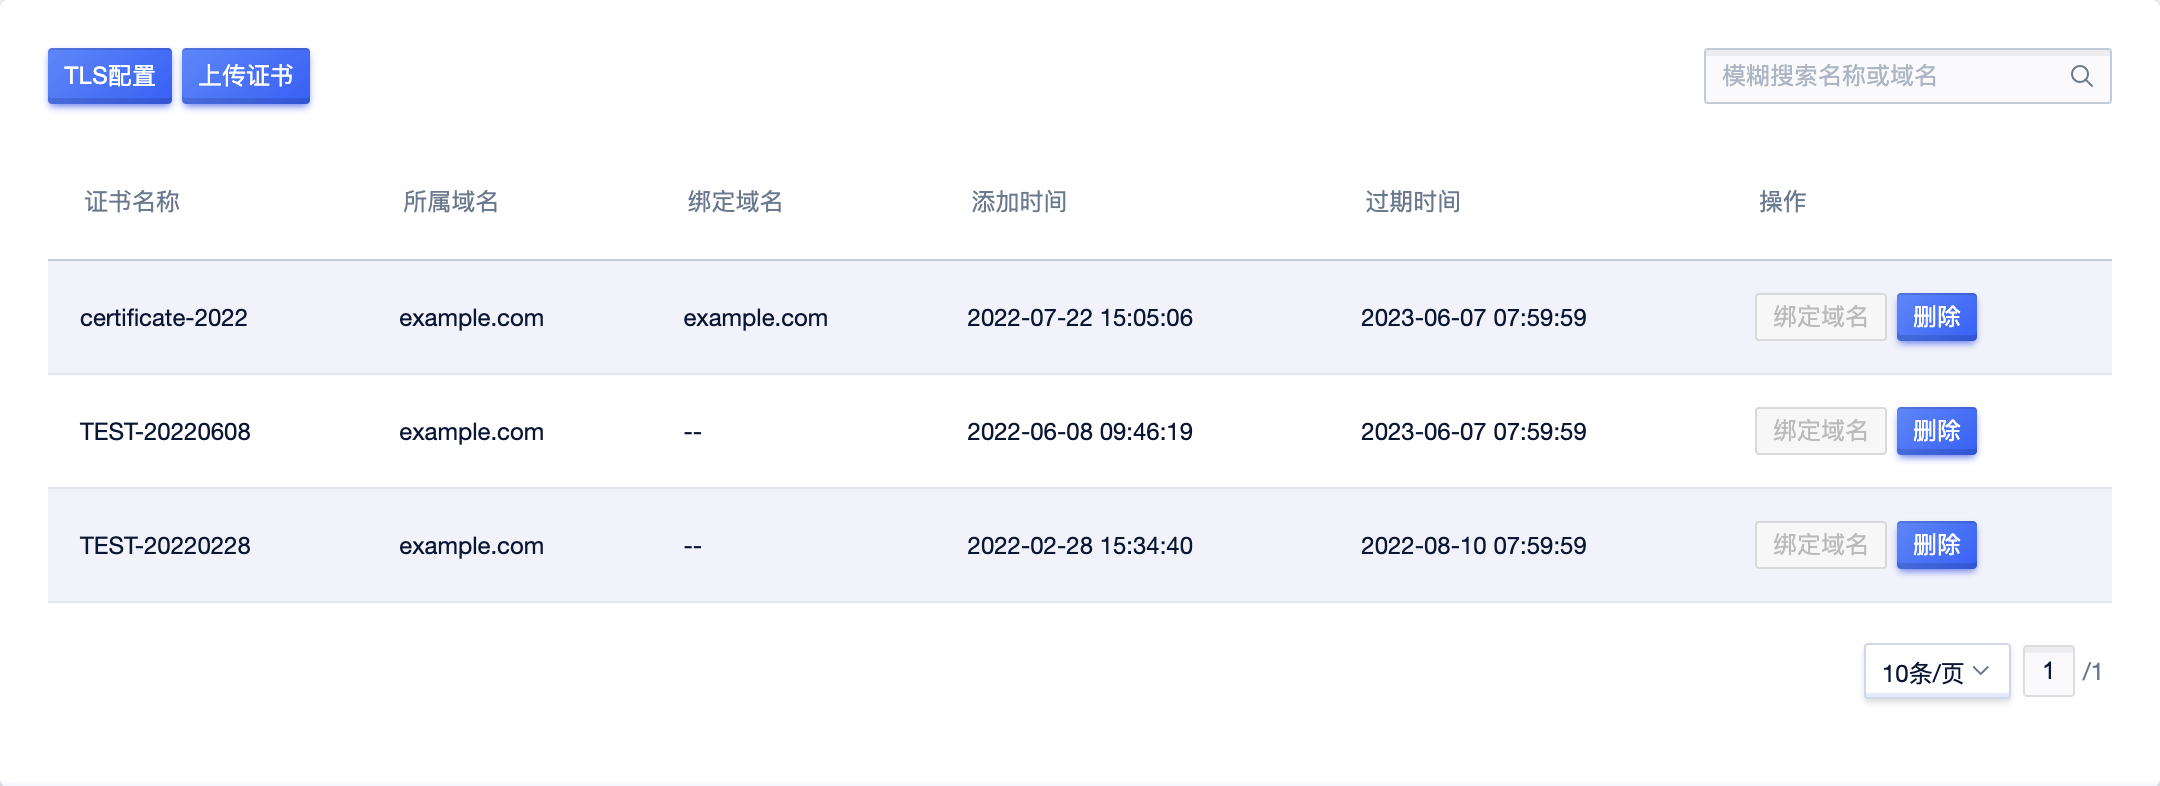 TLS配置 上传证书 模糊搜索名称或域名
证书名称 所属域名 绑定域名 添加时间 过期时间 操作
certificate-2022 example.com example.com 2022-07-22 15:05:06 2023-06-07 07:59:59 绑定域名 删除
TEST-20220608 example.com -- 2022-06-08 09:46:19 2023-06-07 07:59:59 绑定域名 删除
TEST-20220228 example.com -- 2022-02-28 15:34:40 2022-08-10 07:59:59 绑定域名 删除
10条/页 1 /1